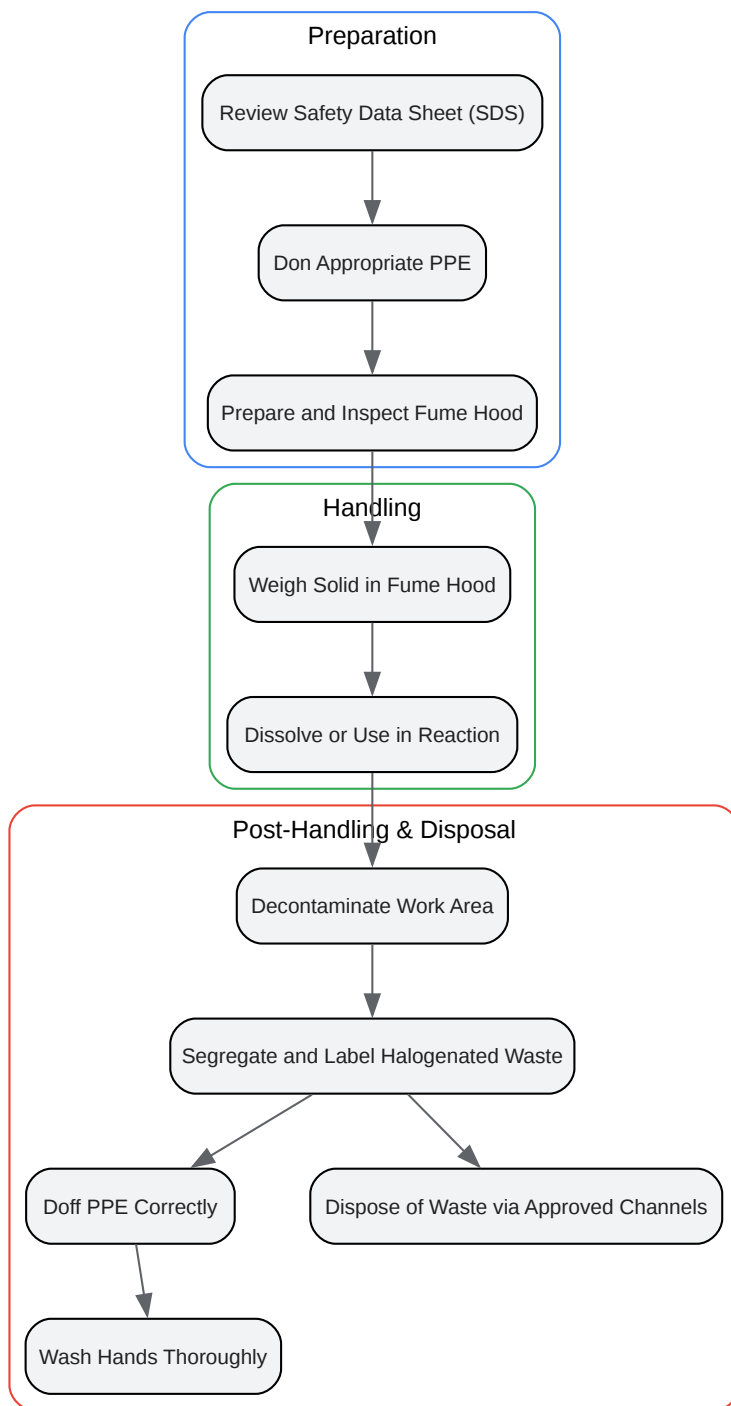 Preparation
Review Safety Data Sheet (SDS)
Don Appropriate PPE
Prepare and Inspect Fume Hood
Handling
Weigh Solid in Fume Hood
Dissolve or Use in Reaction
Post-Handling & Disposal
Decontaminate Work Area
Segregate and Label Halogenated Waste
Doff PPE Correctly
Dispose of Waste via Approved Channels
Wash Hands Thoroughly